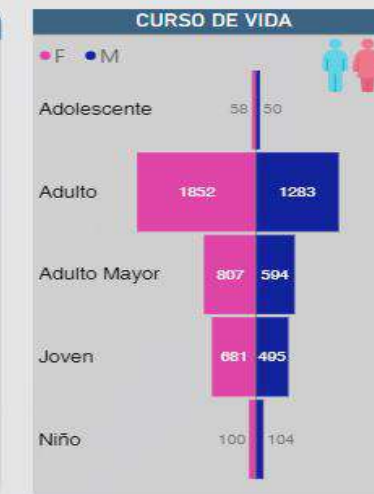 CURSO DE VIDA
F M
Adolescente 58 50
Adulto 1852 1283
Adulto Mayor 807 594
Joven 681 495
Niño 100 104